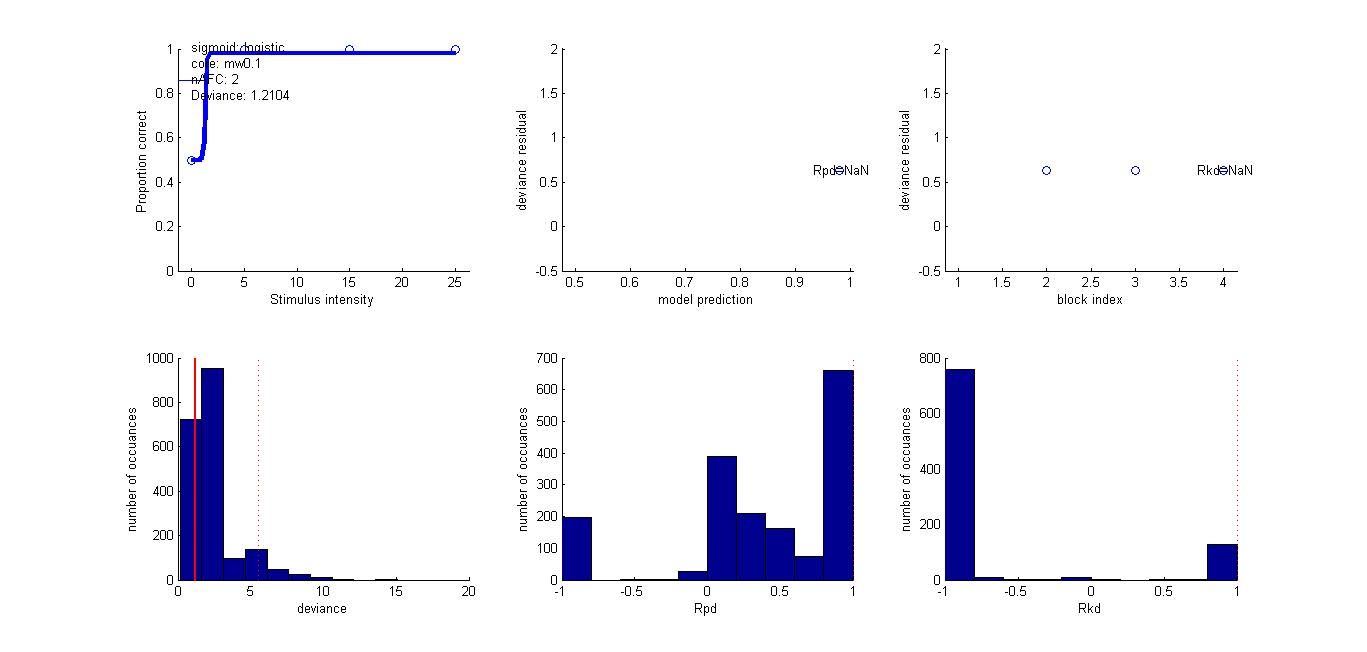 sigmoid: logistic
core: mw0.1
nAFC: 2
Deviance: 1.2104
1
0.8
0.6
0.4
0.2
0
0 5 10 15 20 25
Proportion correct
Stimulus intensity
2
1.5
1
0.5
0
-0.5
0.5 0.6 0.7 0.8 0.9 1
deviance residual
model prediction
Rpd: NaN
2
1.5
1
0.5
0
-0.5
1 1.5 2 2.5 3 3.5 4
deviance residual
block index
Rkd: NaN
1000
800
600
400
200
0
0 5 10 15 20
number of occuances
deviance
700
600
500
400
300
200
100
0
-1 -0.5 0 0.5 1
number of occuances
Rpd
800
600
400
200
0
-1 -0.5 0 0.5 1
number of occuances
Rkd